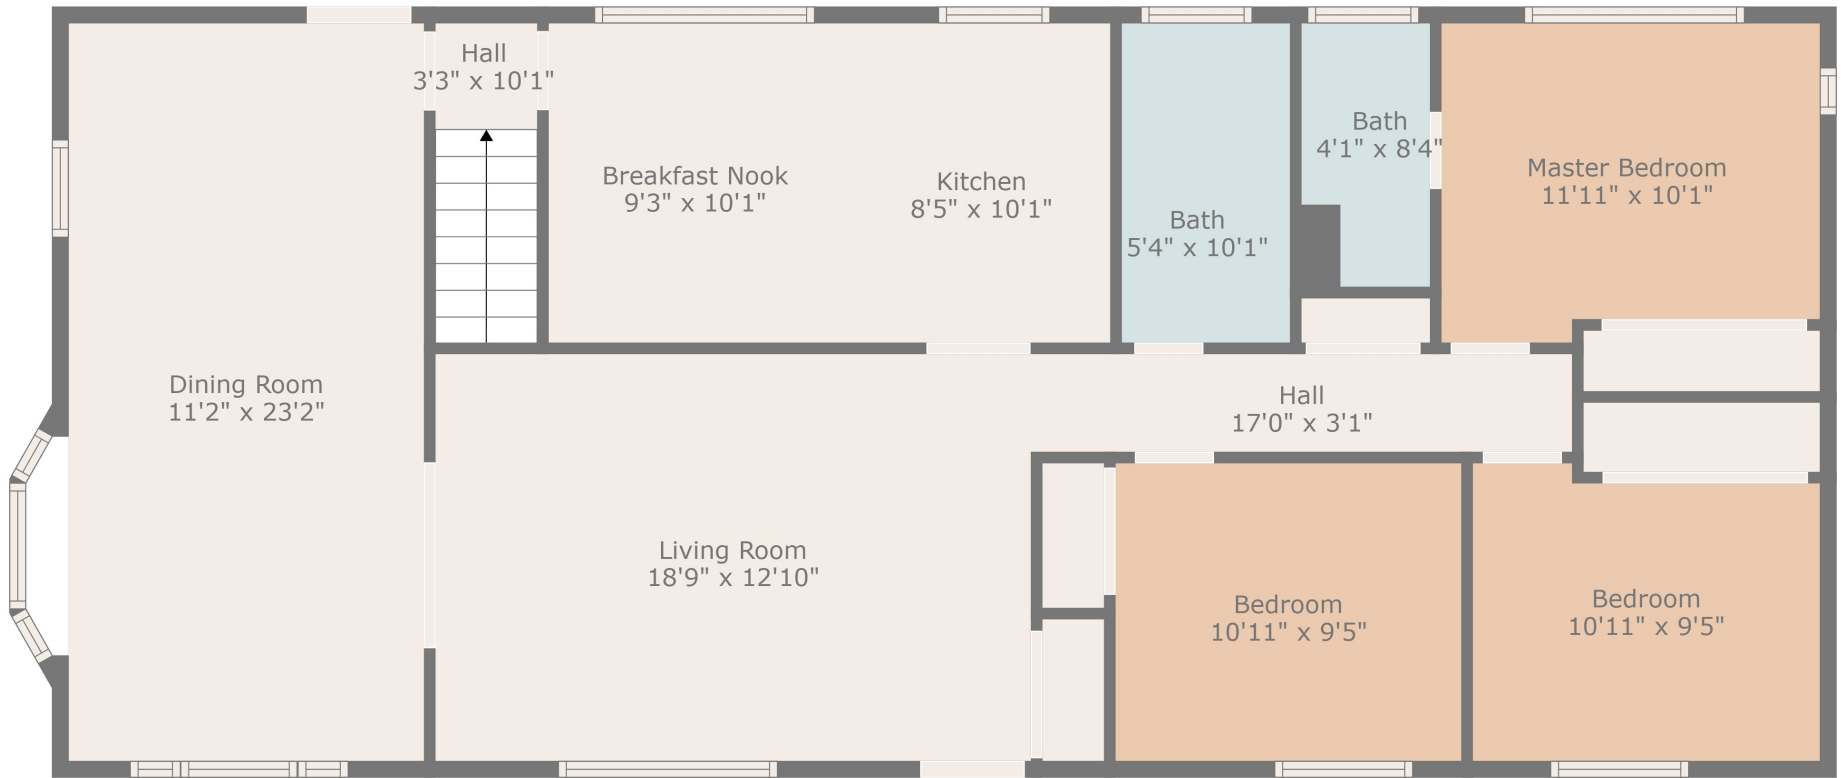 Hall
3'3" x 10'1"
Breakfast Nook
9'3" x 10'1"
Kitchen
8'5" x 10'1"
Bath
5'4" x 10'1"
Bath
4'1" x 8'4"
Master Bedroom
11'11" x 10'1"
Dining Room
11'2" x 23'2"
Hall
17'0" x 3'1"
Living Room
18'9" x 12'10"
Bedroom
10'11" x 9'5"
Bedroom
10'11" x 9'5"